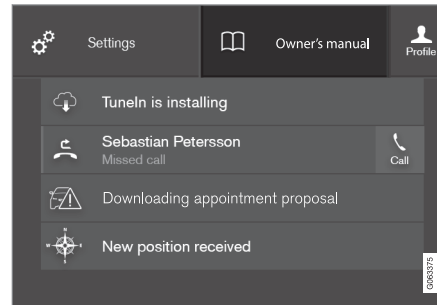 Settings
Owner's manual
Profile
TuneIn is installing
Sebastian Petersson
Missed call
Call
Downloading appointment proposal
New position received
N
W
E
S
G063375